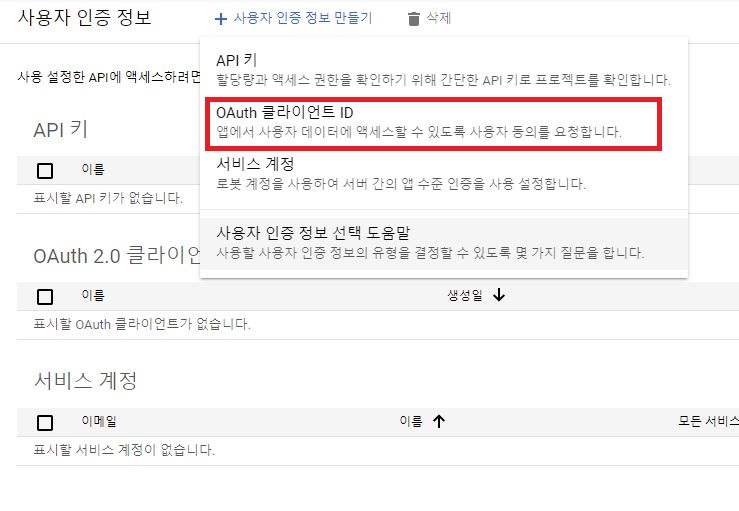 사용자 인증 정보
사용자 인증 정보 만들기
삭제
사용 설정한 API에 액세스하려면
API 키
할당량과 액세스 권한을 확인하기 위해 간단한 API 키로 프로젝트를 확인합니다.
OAuth 클라이언트 ID
앱에서 사용자 데이터에 액세스할 수 있도록 사용자 동의를 요청합니다.
서비스 계정
로봇 계정을 사용하여 서버 간의 앱 수준 인증을 사용 설정합니다.
사용자 인증 정보 선택 도움말
사용할 사용자 인증 정보의 유형을 결정할 수 있도록 몇 가지 질문을 합니다.
API 키
이름
표시할 API 키가 없습니다.
OAuth 2.0 클라이언
이름
생성일
표시할 OAuth 클라이언트가 없습니다.
서비스 계정
이메일
이름
모든 서비스
표시할 서비스 계정이 없습니다.